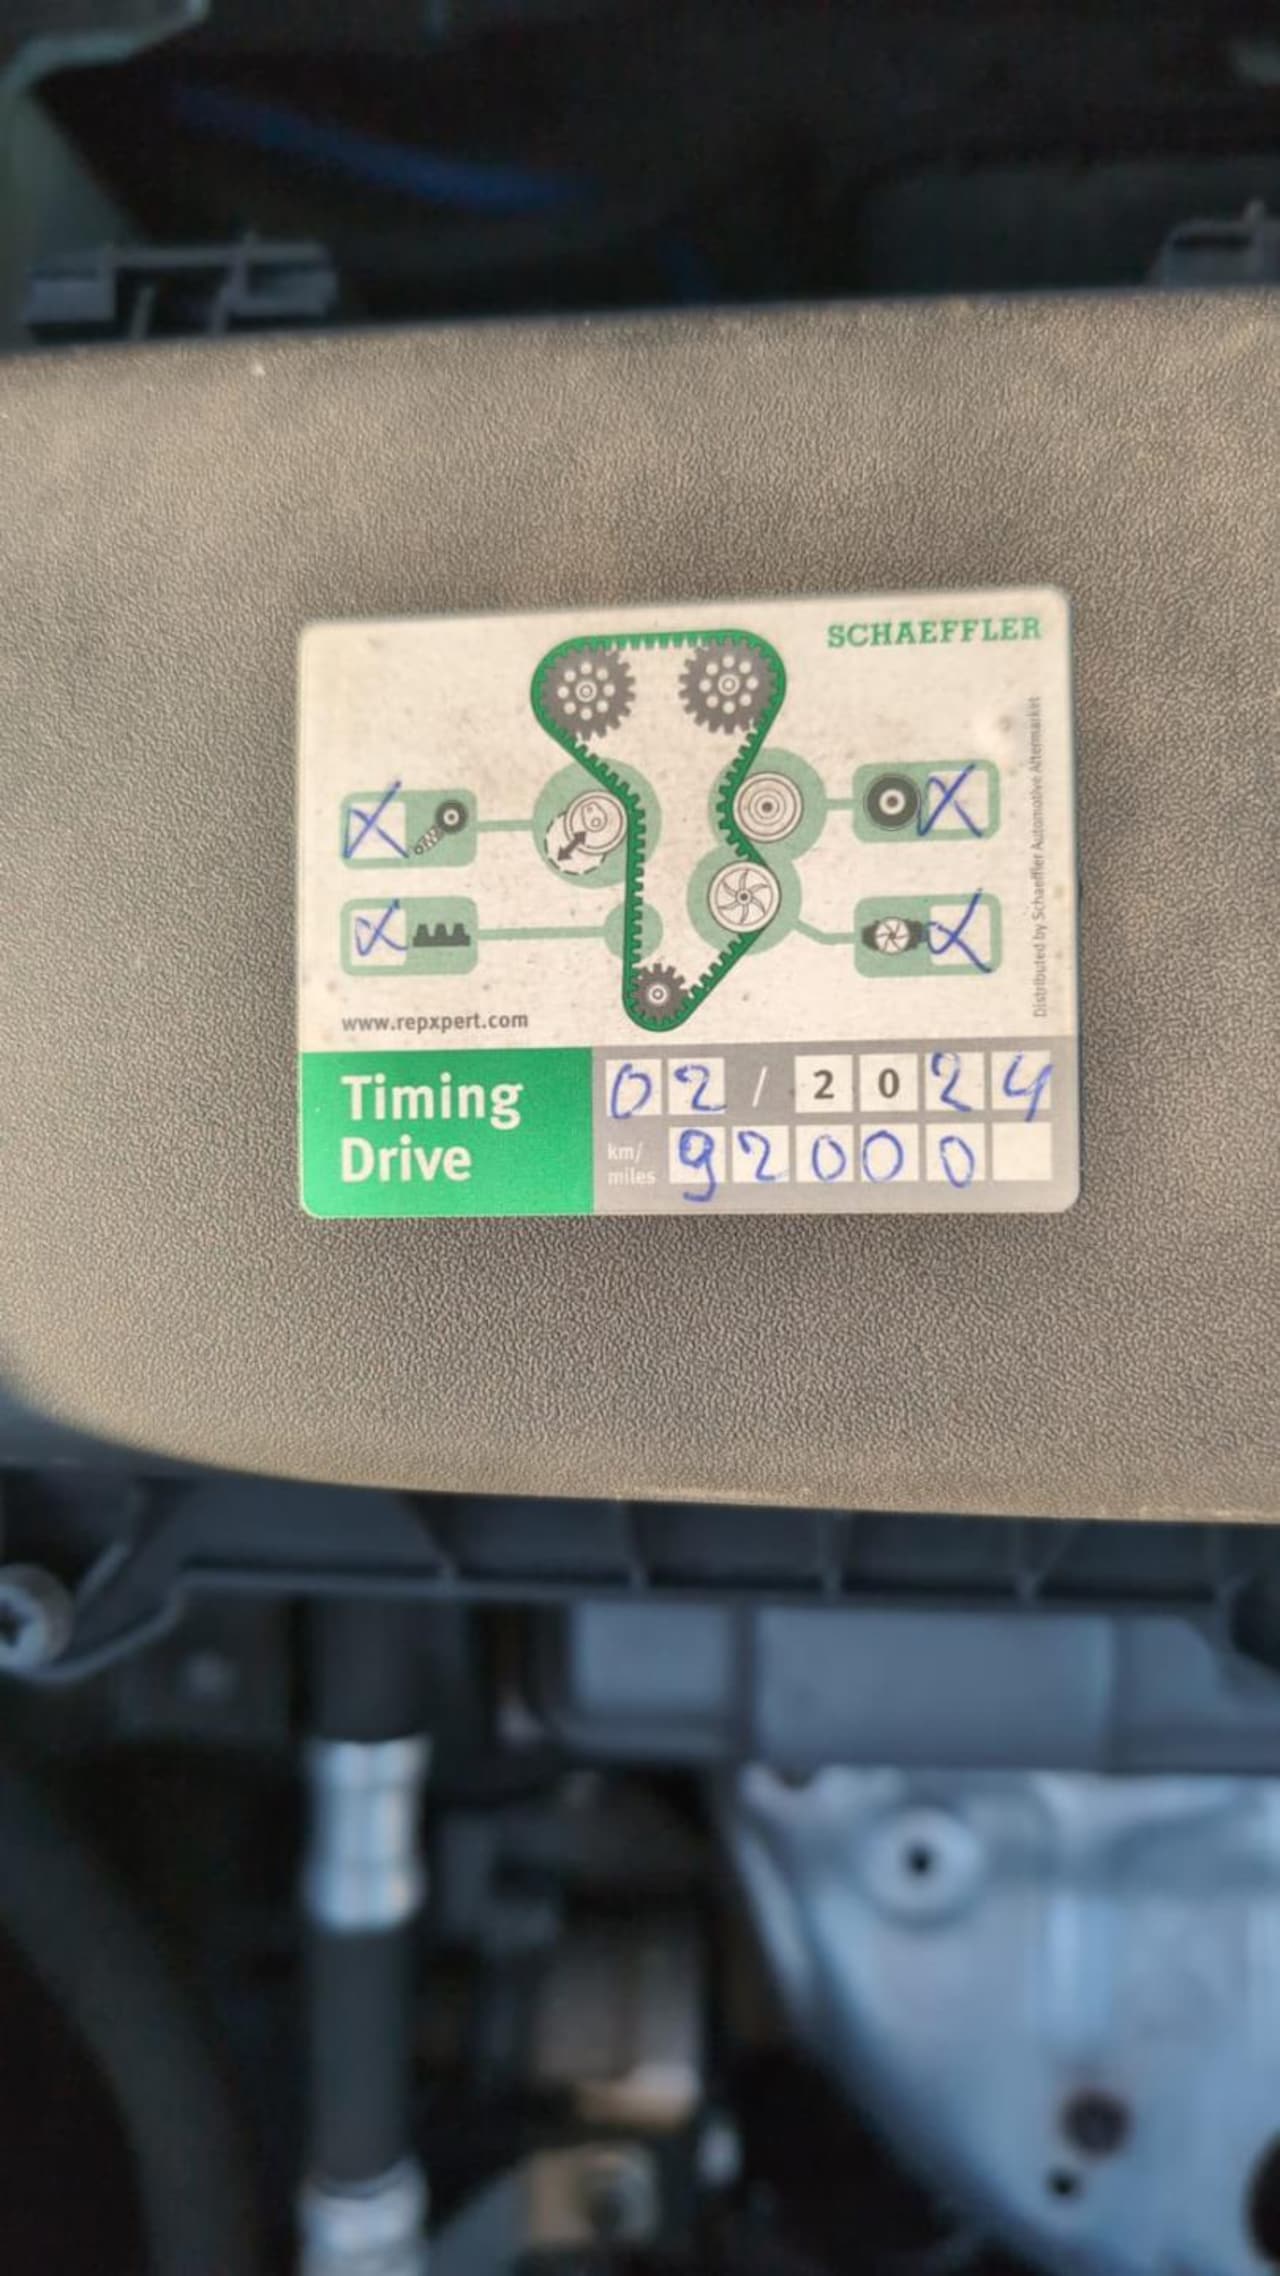 SCHAEFFLER
Distributed by Schaeffler Automotive Aftermarket
www.repxpert.com
Timing
Drive
02 / 2024
km/
miles
92000